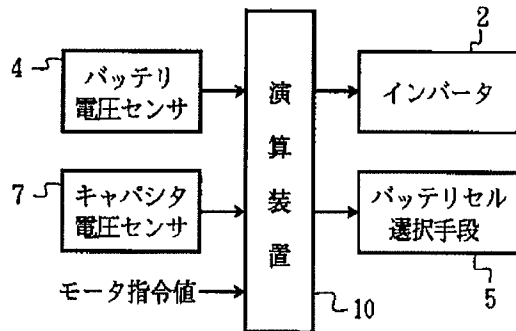 4
バッテリ
電圧センサ
7
キャパシタ
電圧センサ
モータ指令値
演算装置
10
2
インバータ
バッテリセル
選択手段
5